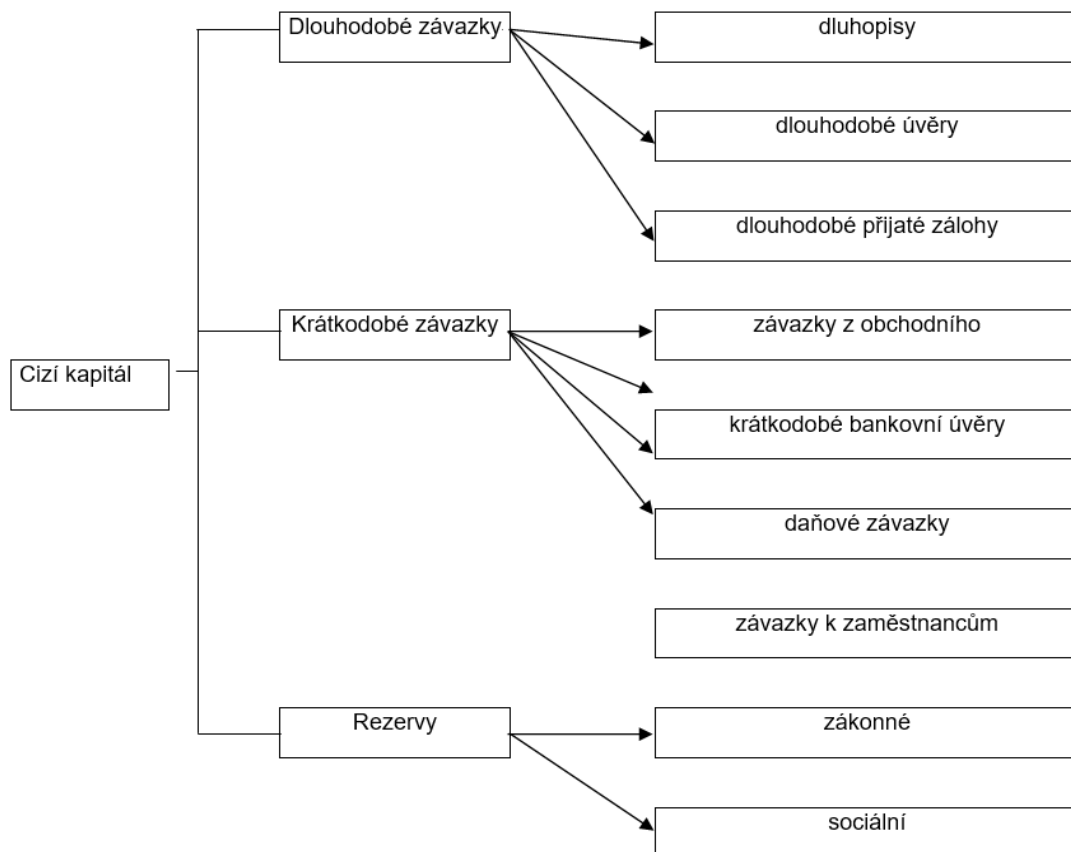 Dlouhodobé závazky
dluhopisy
dlouhodobé úvěry
dlouhodobé přijaté zálohy
Krátkodobé závazky
závazky z obchodního
Cizí kapitál
krátkodobé bankovní úvěry
daňové závazky
závazky k zaměstnancům
Rezervy
zákonné
sociální